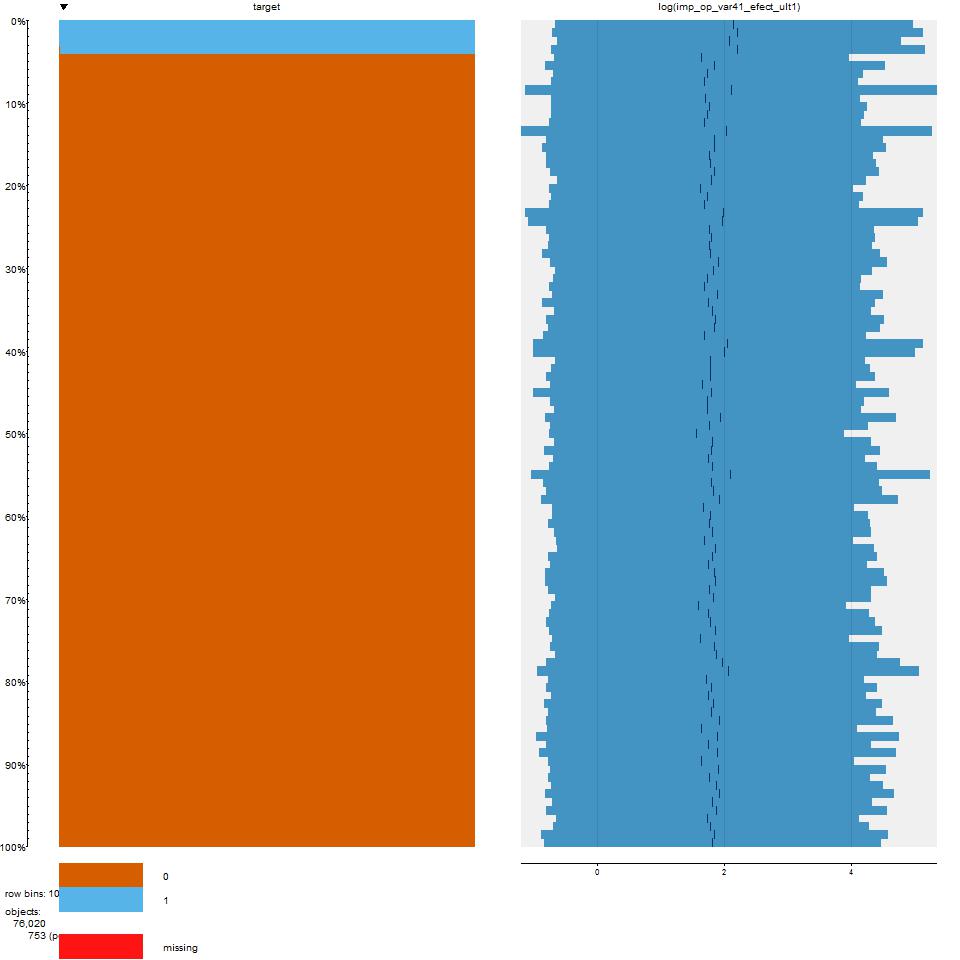 target
log(imp_op_var41_efect_ult1)
0%
10%
20%
30%
40%
50%
60%
70%
80%
90%
100%
0 2 4
0
row bins: 10
1
objects:
76,020
753 (p
missing